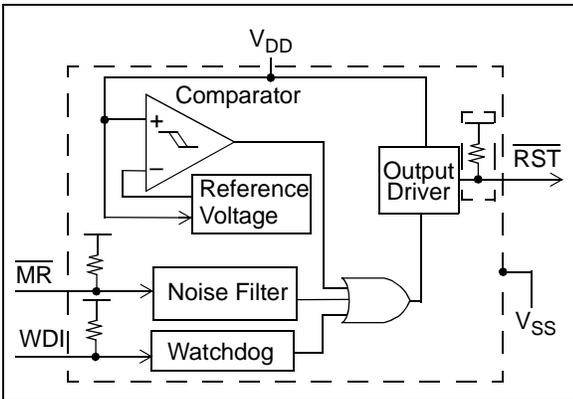 VDD
Comparator
+
−
Reference
Voltage
Output
Driver
RST
MR
Noise Filter
WDI
Watchdog
VSS